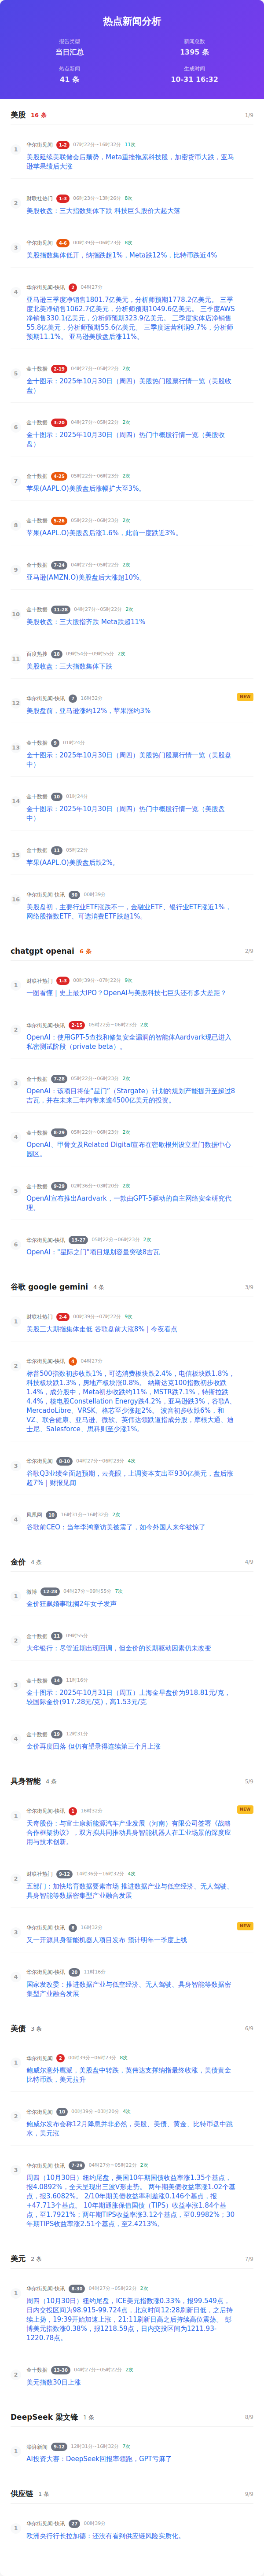 热点新闻分析
报告类型
新闻总数
当日汇总
1395 条
热点新闻
生成时间
41 条
10-31 16:32
美股 16 条 1/9
1
华尔街见闻 1-2 07时22分~16时32分 11次
美股延续美联储会后颓势，Meta重挫拖累科技股，加密货币大跌，亚马
逊苹果绩后大涨
2
财联社热门 1-3 06时23分~13时26分 8次
美股收盘：三大指数集体下跌 科技巨头股价大起大落
3
华尔街见闻 4-6 00时39分~06时23分 8次
美股指数集体低开，纳指跌超1%，Meta跌12%，比特币跌近4%
4
华尔街见闻-快讯 2 04时27分
亚马逊三季度净销售1801.7亿美元，分析师预期1778.2亿美元。 三季
度北美净销售1062.7亿美元，分析师预期1049.6亿美元。 三季度AWS
净销售330.1亿美元，分析师预期323.9亿美元。 三季度实体店净销售
55.8亿美元，分析师预期55.6亿美元。 三季度运营利润9.7%，分析师
预期11.1%。 亚马逊美股盘后涨11%。
5
金十数据 2-19 04时27分~05时22分 2次
金十图示：2025年10月30日（周四）美股热门股票行情一览（美股收
盘）
6
金十数据 3-20 04时27分~05时22分 2次
金十图示：2025年10月30日（周四）热门中概股行情一览（美股收
盘）
7
金十数据 4-25 05时22分~06时23分 2次
苹果(AAPL.O)美股盘后涨幅扩大至3%。
8
金十数据 5-26 05时22分~06时23分 2次
苹果(AAPL.O)美股盘后涨1.6%，此前一度跌近3%。
9
金十数据 7-24 04时27分~05时22分 2次
亚马逊(AMZN.O)美股盘后大涨超10%。
10
金十数据 11-28 04时27分~05时22分 2次
美股收盘：三大股指齐跌 Meta跌超11%
11
百度热搜 18 09时54分~09时55分 2次
美股收盘：三大指数集体下跌
12
华尔街见闻-快讯 7 16时32分
NEW
美股盘前，亚马逊涨约12%，苹果涨约3%
13
金十数据 9 01时24分
金十图示：2025年10月30日（周四）美股热门股票行情一览（美股盘
中）
14
金十数据 10 01时24分
金十图示：2025年10月30日（周四）热门中概股行情一览（美股盘
中）
15
金十数据 11 05时22分
苹果(AAPL.O)美股盘后跌2%。
16
华尔街见闻-快讯 30 00时39分
美股盘初，主要行业ETF涨跌不一，金融业ETF、银行业ETF涨近1%，
网络股指数ETF、可选消费ETF跌超1%。
chatgpt openai 6 条 2/9
1
财联社热门 1-3 00时39分~07时22分 9次
一图看懂｜史上最大IPO？OpenAI与美股科技七巨头还有多大差距？
2
华尔街见闻-快讯 2-15 05时22分~06时23分 2次
OpenAI：使用GPT-5查找和修复安全漏洞的智能体Aardvark现已进入
私密测试阶段（private beta）。
3
金十数据 7-28 05时22分~06时23分 2次
OpenAI：该项目将使"星门"（Stargate）计划的规划产能提升至超过8
吉瓦，并在未来三年内带来逾4500亿美元的投资。
4
金十数据 8-29 05时22分~06时23分 2次
OpenAI、甲骨文及Related Digital宣布在密歇根州设立星门数据中心
园区。
5
金十数据 9-29 02时36分~03时20分 2次
OpenAI宣布推出Aardvark，一款由GPT-5驱动的自主网络安全研究代
理。
6
华尔街见闻-快讯 13-27 05时22分~06时23分 2次
OpenAI："星际之门"项目规划容量突破8吉瓦
谷歌 google gemini 4 条 3/9
1
财联社热门 2-4 00时39分~07时22分 9次
美股三大期指集体走低 谷歌盘前大涨8%｜今夜看点
2
华尔街见闻-快讯 4 04时27分
标普500指数初步收跌1%，可选消费板块跌2.4%，电信板块跌1.8%，
科技板块跌1.3%，房地产板块涨0.8%。 纳斯达克100指数初步收跌
1.4%，成分股中，Meta初步收跌约11%，MSTR跌7.1%，特斯拉跌
4.4%，核电股Constellation Energy跌4.2%，亚马逊跌3%，谷歌A、
MercadoLibre、VRSK、格芯至少涨超2%。 波音初步收跌6%，和
VZ、联合健康、亚马逊、微软、英伟达领跌道指成分股，摩根大通、迪
士尼、Salesforce、思科则至少涨1%。
3
华尔街见闻-快讯 8-10 04时27分~06时23分 4次
谷歌Q3业绩全面超预期，云亮眼，上调资本支出至930亿美元，盘后涨
超7% | 财报见闻
4
凤凰网 10 16时31分~16时32分 2次
谷歌前CEO：当年李鸿章访美被震了，如今外国人来华被惊了
金价 4 条 4/9
1
微博 12-28 04时27分~09时55分 7次
金价狂飙婚事耽搁2年女子发声
2
金十数据 11 09时55分
大华银行：尽管近期出现回调，但金价的长期驱动因素仍未改变
3
金十数据 14 11时16分
金十图示：2025年10月31日（周五）上海金早盘价为918.81元/克，
较国际金价(917.28元/克)，高1.53元/克
4
金十数据 19 12时31分
金价再度回落 但仍有望录得连续第三个月上涨
具身智能 4 条 5/9
1
华尔街见闻-快讯 1 16时32分
NEW
天奇股份：与富士康新能源汽车产业发展（河南）有限公司签署《战略
合作框架协议》，双方拟共同推动具身智能机器人在工业场景的深度应
用与技术创新。
2
财联社热门 9-12 14时36分~16时33分 4次
五部门：加快培育数据要素市场 推进数据产业与低空经济、无人驾驶、
具身智能等数据密集型产业融合发展
3
华尔街见闻-快讯 9 16时32分
NEW
又一开源具身智能机器人项目发布 预计明年一季度上线
4
华尔街见闻-快讯 20 11时16分
国家发改委：推进数据产业与低空经济、无人驾驶、具身智能等数据密
集型产业融合发展
美债 3 条 6/9
1
华尔街见闻 2 00时39分~06时23分 8次
鲍威尔意外鹰派，美股盘中转跌，英伟达支撑纳指最终收涨，美债黄金
比特币跌，美元拉升
2
华尔街见闻 10 00时39分~03时20分 4次
鲍威尔发布会称12月降息并非必然，美股、美债、黄金、比特币盘中跳
水，美元涨
3
华尔街见闻-快讯 7-29 04时27分~05时22分 2次
周四（10月30日）纽约尾盘，美国10年期国债收益率涨1.35个基点，
报4.0892%，全天呈现出三波V形走势。 两年期美债收益率涨1.02个基
点，报3.6082%。 2/10年期美债收益率利差涨0.146个基点，报
+47.713个基点。 10年期通胀保值国债（TIPS）收益率涨1.84个基
点，至1.7921%；两年期TIPS收益率涨3.12个基点，至0.9982%；30
年期TIPS收益率涨2.51个基点，至2.4213%。
美元 2 条 7/9
1
华尔街见闻-快讯 8-30 04时27分~05时22分 2次
周四（10月30日）纽约尾盘，ICE美元指数涨0.33%，报99.549点，
日内交投区间为98.915-99.724点，北京时间12:28刷新日低，之后持
续上扬，19:39开始加速上涨，21:11刷新日高之后持续高位震荡。 彭
博美元指数涨0.38%，报1218.59点，日内交投区间为1211.93-
1220.78点。
2
金十数据 13-30 04时27分~05时22分 2次
美元指数30日上涨
DeepSeek 梁文锋 1 条 8/9
1
澎湃新闻 9-12 12时31分~16时32分 7次
AI投资大赛：DeepSeek回报率领跑，GPT亏麻了
供应链 1 条 9/9
1
华尔街见闻-快讯 27 00时39分
欧洲央行行长拉加德：还没有看到供应链风险实质化。